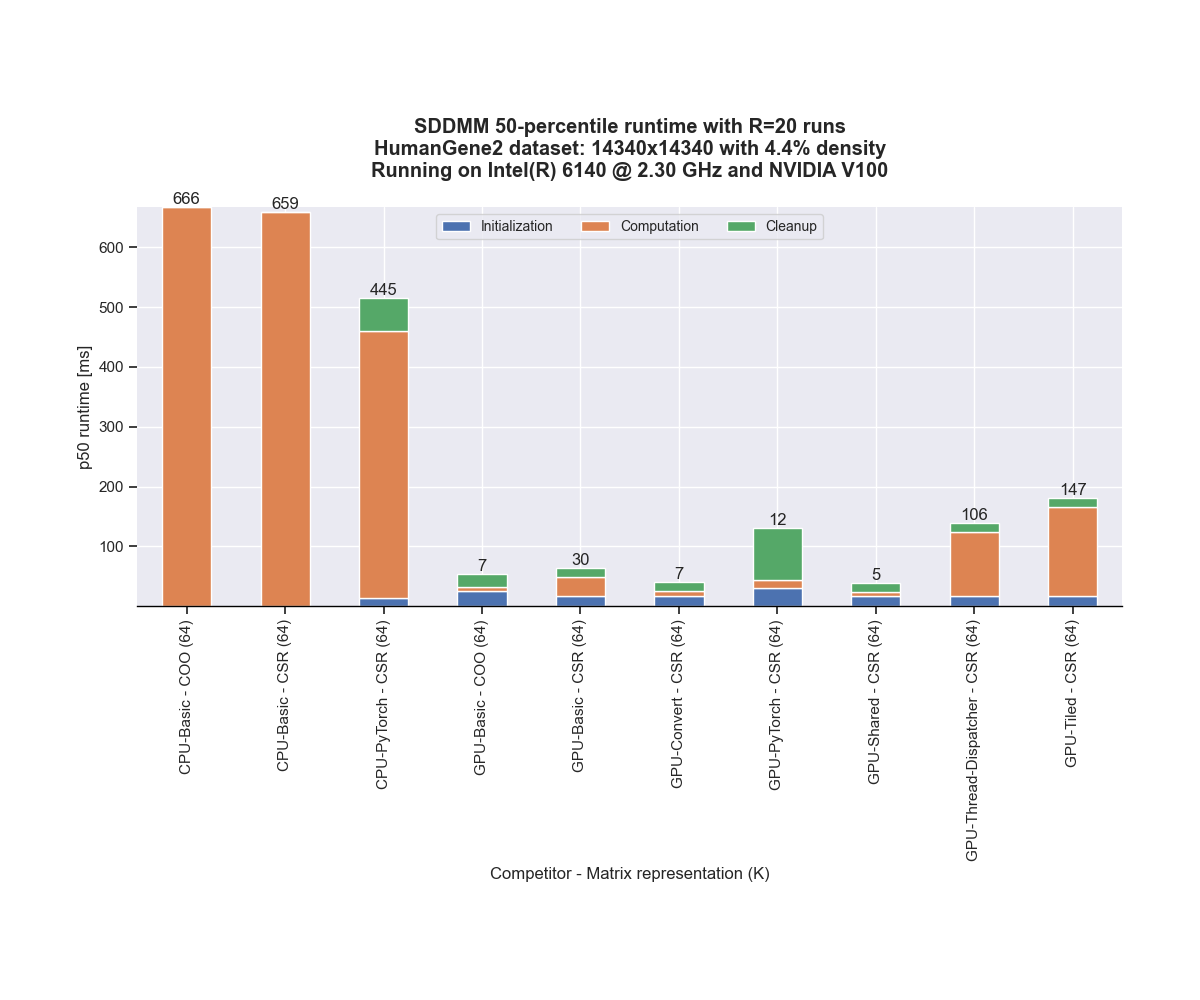 SDDMM 50-percentile runtime with R=20 runs
HumanGene2 dataset: 14340x14340 with 4.4% density
Running on Intel(R) 6140 @ 2.30 GHz and NVIDIA V100
666
659
445
7
30
7
12
5
106
147
Initialization
Computation
Cleanup
p50 runtime [ms]
600
500
400
300
200
100
CPU-Basic - COO (64)
CPU-Basic - CSR (64)
CPU-PyTorch - CSR (64)
GPU-Basic - COO (64)
GPU-Basic - CSR (64)
GPU-Convert - CSR (64)
GPU-PyTorch - CSR (64)
GPU-Shared - CSR (64)
GPU-Thread-Dispatcher - CSR (64)
GPU-Tiled - CSR (64)
Competitor - Matrix representation (K)